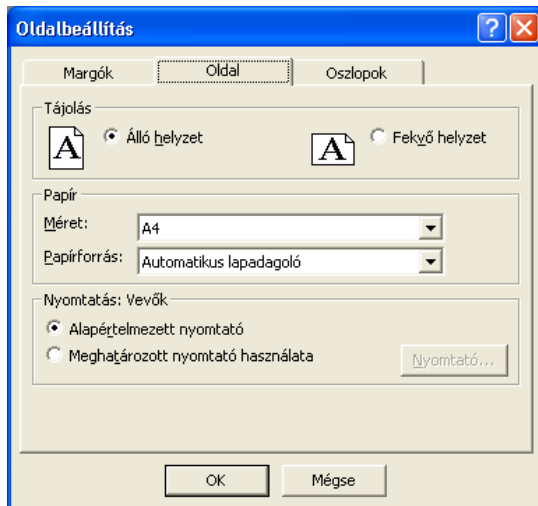 Oldalbeállítás
Margók Oldal Oszlopok
Tájolás
A Álló helyzet A Fekvő helyzet
Papír
Méret: A4
Papírforrás: Automatikus lapadagoló
Nyomtatás: Vevők
Alapértelmezett nyomtató
Meghatározott nyomtató használata Nyomtató...
OK Mégse